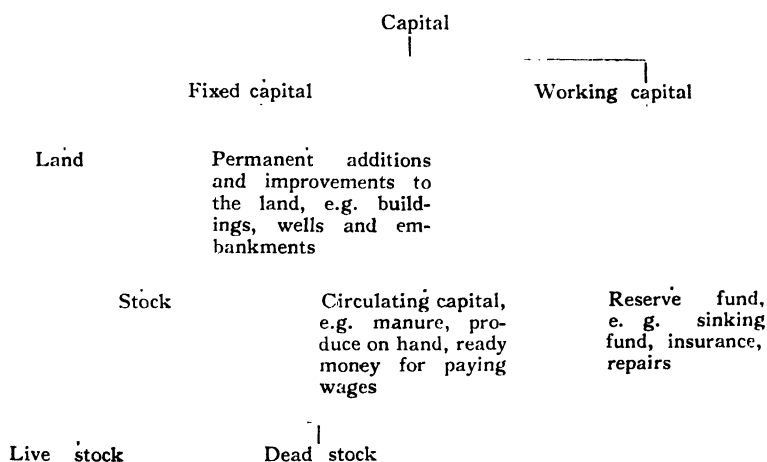 Capital
Fixed capital
Working capital
Land
Permanent additions
and improvements to
the land, e.g. build-
ings, wells and em-
bankments
Stock
Circulating capital,
e.g. manure, pro-
duce on hand, ready
money for paying
wages
Reserve fund,
e. g. sinking
fund, insurance,
repairs
Live stock
Dead stock